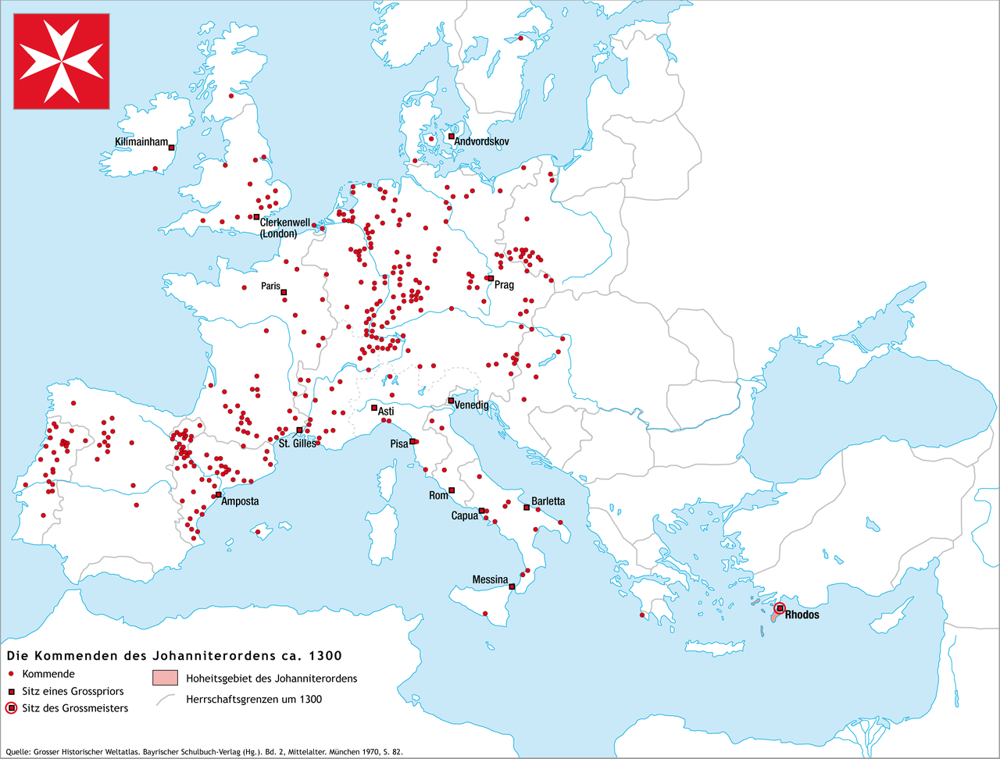 Kilimainham
Andvordskov
Clerkenwell
(London)
Paris
Prag
Asti
Venedig
St. Gilles
Pisa
Rom
Amposta
Barletta
Capua
Messina
Rhodos
Die Kommenden des Johanniterordens ca. 1300
Kommende
Sitz eines Grosspriors
Sitz des Grossmeisters
Hoheitsgebiet des Johanniterordens
Herrschaftsgrenzen um 1300
Quelle: Grosser Historischer Weltatlas. Bayrischer Schulbuch-Verlag (Hg.). Bd. 2, Mittelalter. München 1970, S. 82.